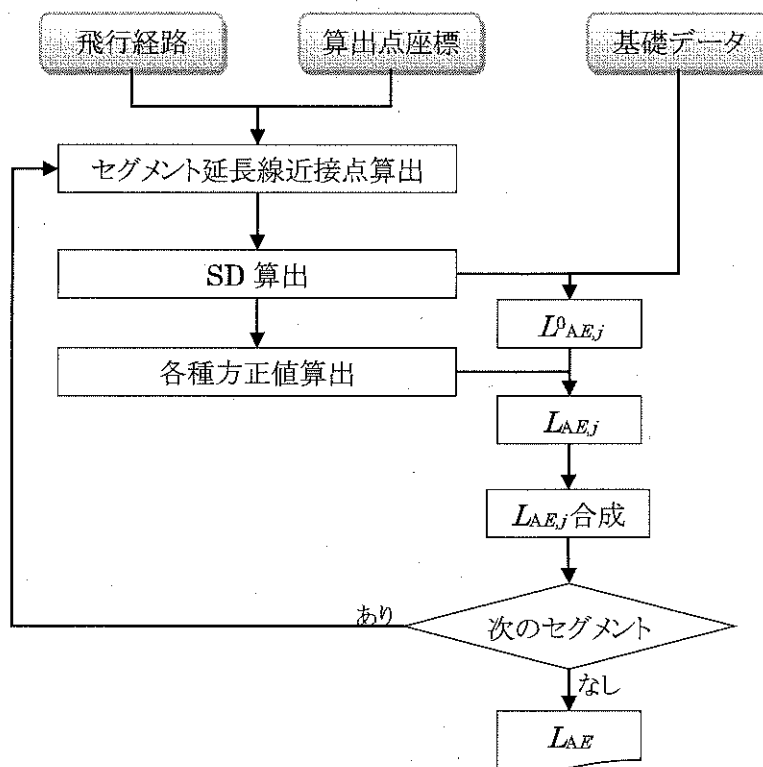 飛行経路
算出点座標
基礎データ
セグメント延長線近接点算出
SD 算出
L⁰AE,j
各種方正値算出
LAE,j
LAE,j合成
あり
次のセグメント
なし
LAE